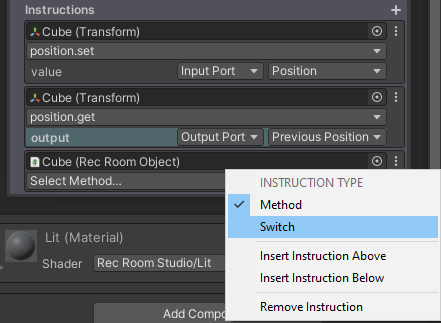 Instructions +
Cube (Transform)
position.set
value Input Port Position
Cube (Transform)
position.get
output Output Port Previous Position
Cube (Rec Room Object)
Select Method...
INSTRUCTION TYPE
Method
Switch
Insert Instruction Above
Insert Instruction Below
Remove Instruction
Lit (Material)
Shader Rec Room Studio/Lit
Add Compo